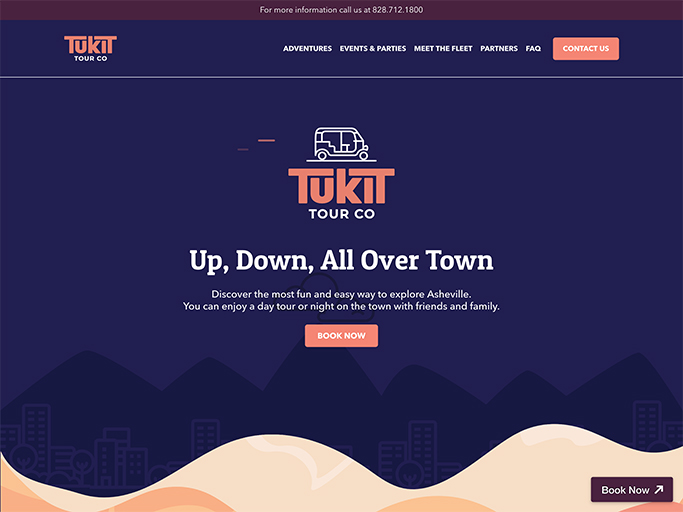 For more information call us at 828.712.1800
TUKIT
TOUR CO
ADVENTURES EVENTS & PARTIES MEET THE FLEET PARTNERS FAQ CONTACT US
TUKIT
TOUR CO
Up, Down, All Over Town
Discover the most fun and easy way to explore Asheville.
You can enjoy a day tour or night on the town with friends and family.
BOOK NOW
Book Now